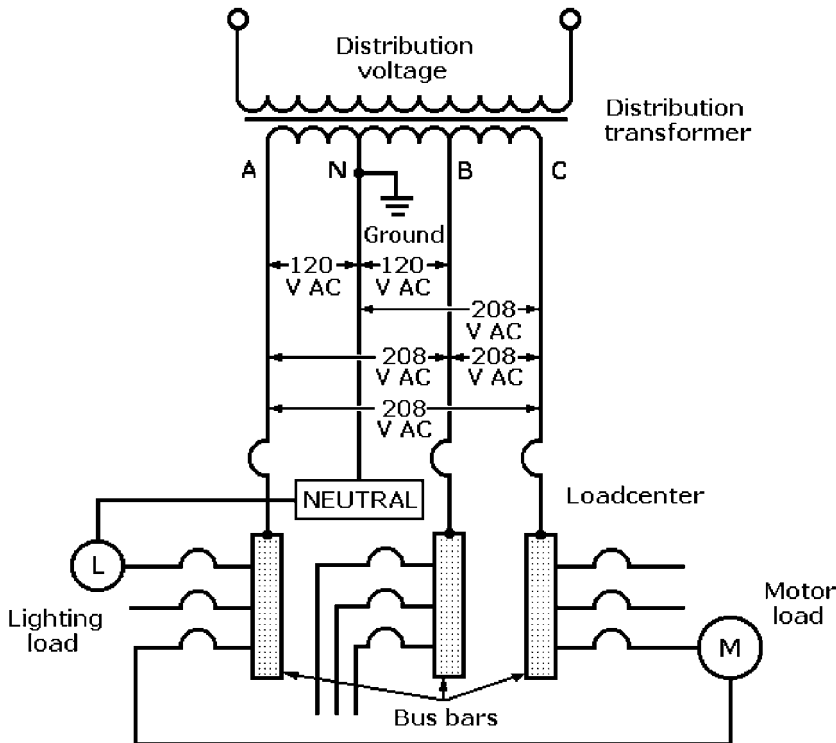 Distribution
voltage
Distribution
transformer
A
N
B
C
Ground
120
V AC
120
V AC
208
V AC
208
V AC
208
V AC
208
V AC
NEUTRAL
Loadcenter
L
Lighting
load
Motor
load
M
Bus bars